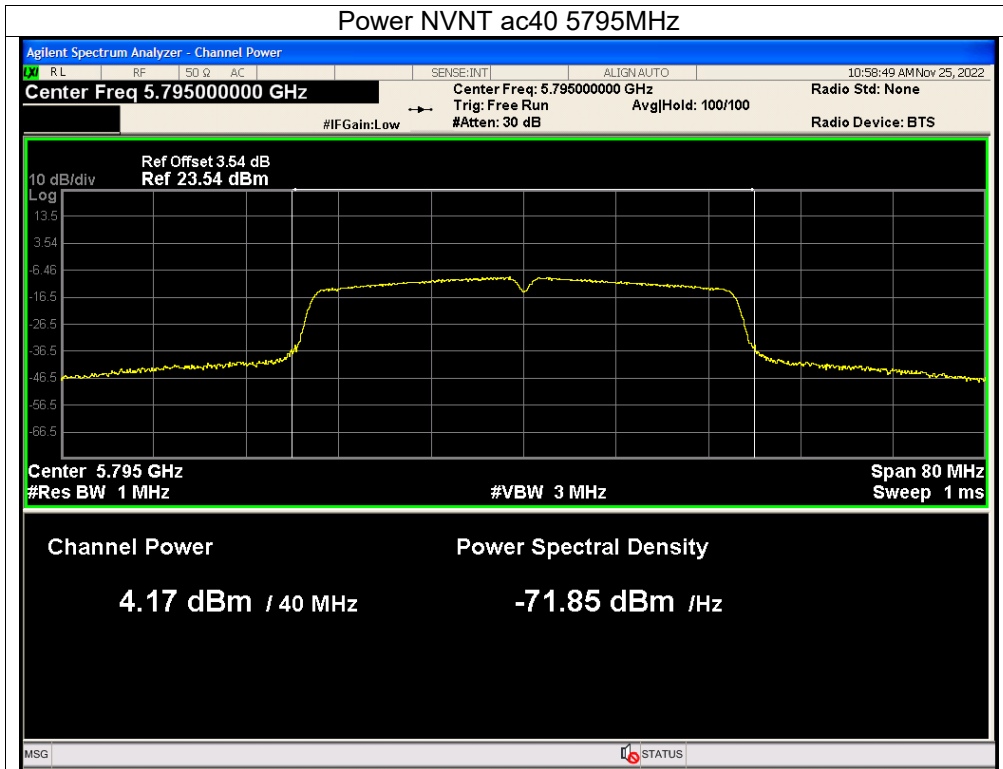 Power NVNT ac40 5795MHz
Agilent Spectrum Analyzer - Channel Power
LXI RL RF 50 Ω AC SENSE:INT ALIGN AUTO 10:58:49 AM Nov 25, 2022
Center Freq 5.795000000 GHz Center Freq: 5.795000000 GHz Radio Std: None
Trig: Free Run Avg|Hold: 100/100
#IFGain:Low #Atten: 30 dB Radio Device: BTS
Ref Offset 3.54 dB
10 dB/div Ref 23.54 dBm
Log
13.5
3.54
-6.46
-16.5
-26.5
-36.5
-46.5
-56.5
-66.5
Center 5.795 GHz Span 80 MHz
#Res BW 1 MHz #VBW 3 MHz Sweep 1 ms
Channel Power Power Spectral Density
4.17 dBm / 40 MHz -71.85 dBm /Hz
MSG STATUS